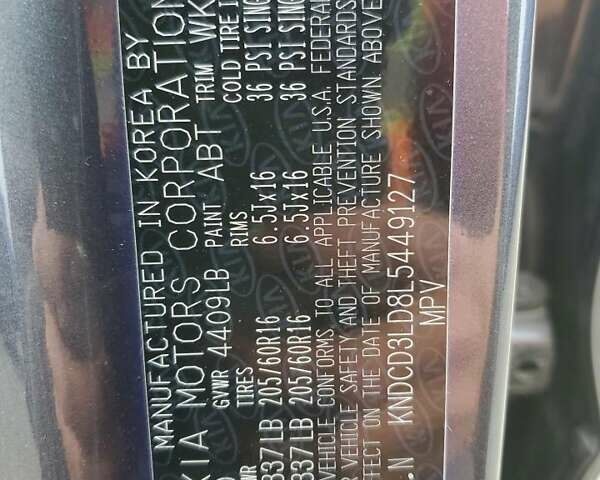 MANUFACTURED IN KOREA BY
KIA MOTORS CORPORATION
GVWR 4409LB PAINT ABT TRIM WK
TIRES RIMS COLD TIRE
337LB 205/60R16 6.5Jx16 36 PSI SING
337LB 205/60R16 6.5Jx16 36 PSI SING
VEHICLE CONFORMS TO ALL APPLICABLE U.S.A. FEDERAL
VEHICLE SAFETY AND THEFT PREVENTION STANDARDS
EFFECT ON THE DATE OF MANUFACTURE SHOWN ABOVE
.N KNDCD3LD8L5449127
MPV